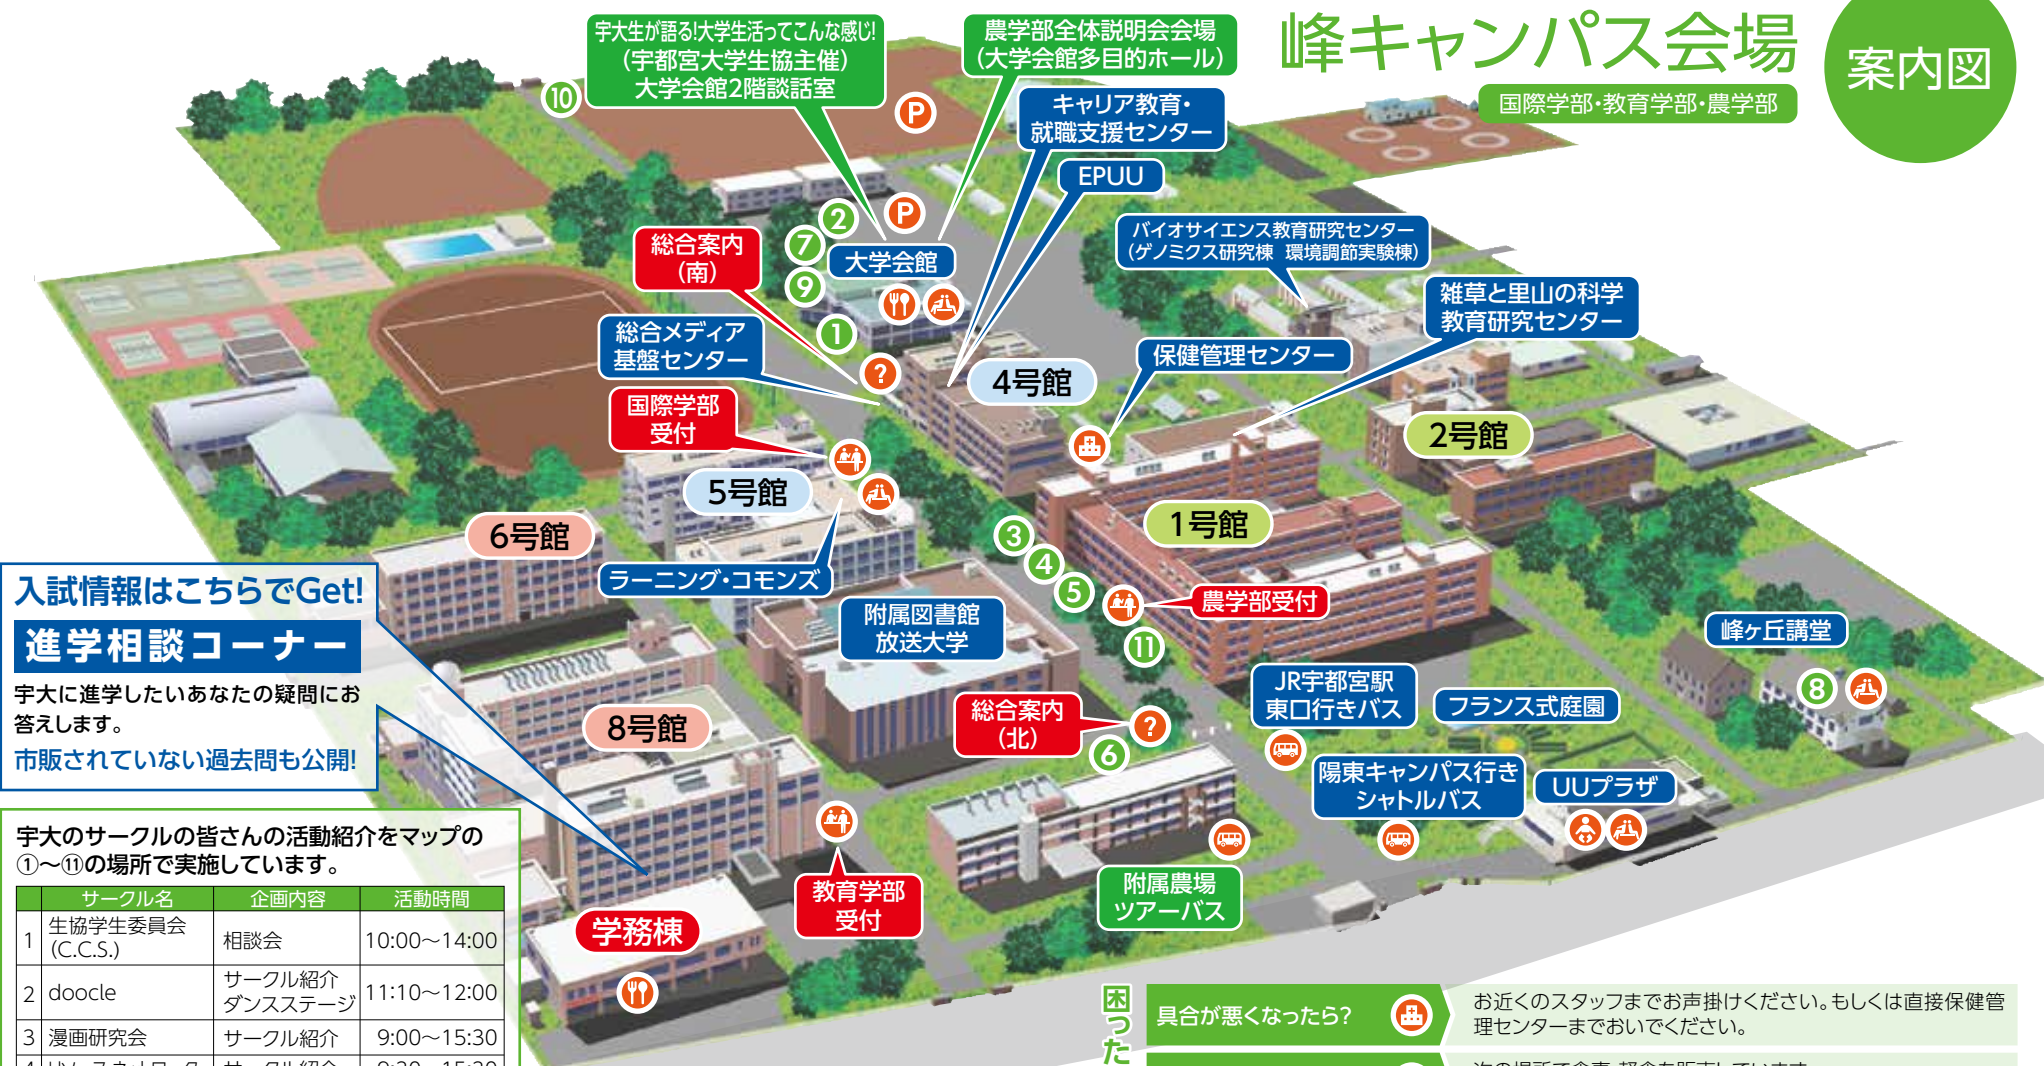 峰キャンパス会場
案内図
国際学部・教育学部・農学部
宇大生が語る!大学生活ってこんな感じ!
(宇都宮大学生協主催)
大学会館2階談話室
農学部全体説明会会場
(大学会館多目的ホール)
キャリア教育・
就職支援センター
EPUU
⑩
P
P
②
⑦
⑨
①
大学会館
総合案内
(南)
?
バイオサイエンス教育研究センター
(ゲノミクス研究棟 環境調節実験棟)
雑草と里山の科学
教育研究センター
総合メディア
基盤センター
保健管理センター
4号館
国際学部
受付
2号館
5号館
1号館
6号館
③
④
⑤
ラーニング・コモンズ
農学部受付
⑪
附属図書館
放送大学
峰ヶ丘講堂
⑧
入試情報はこちらでGet!
進学相談コーナー
宇大に進学したいあなたの疑問にお
答えします。
市販されていない過去問も公開!
8号館
総合案内
(北)
?
⑥
JR宇都宮駅
東口行きバス
フランス式庭園
陽東キャンパス行き
シャトルバス
UUプラザ
教育学部
受付
附属農場
ツアーバス
学務棟
宇大のサークルの皆さんの活動紹介をマップの
①～⑪の場所で実施しています。
サークル名 企画内容 活動時間
1 生協学生委員会 (C.C.S.) 相談会 10:00～14:00
2 doocle サークル紹介 ダンスステージ 11:10～12:00
3 漫画研究会 サークル紹介 9:00～15:30
困った
具合が悪くなったら?
お近くのスタッフまでお声掛けください。もしくは直接保健管
理センターまでおいでください。